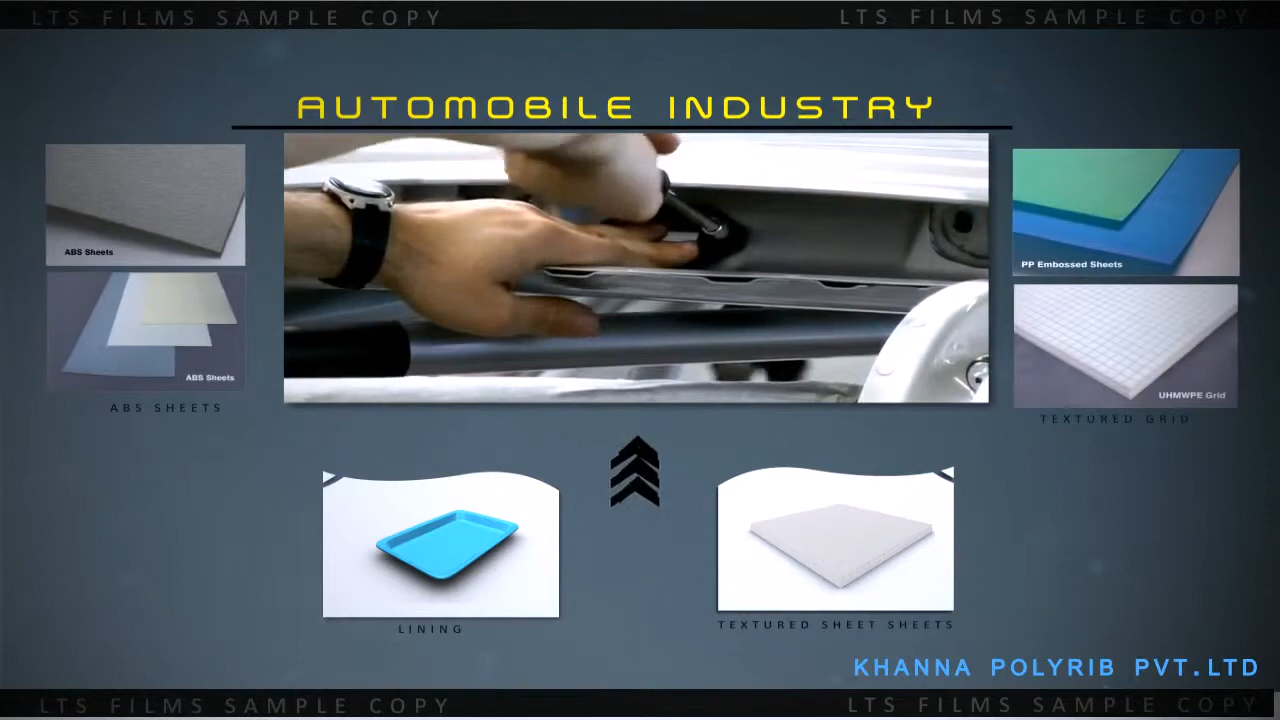 LTS FILMS SAMPLE COPY
LTS FILMS SAMPLE COPY
AUTOMOBILE INDUSTRY
ABS Sheets
ABS Sheets
ABS SHEETS
PP Embossed Sheets
UHMWPE Grid
TEXTURED GRID
LINING
TEXTURED SHEET SHEETS
KHANNA POLYRIB PVT.LTD
LTS FILMS SAMPLE COPY
LTS FILMS SAMPLE COPY